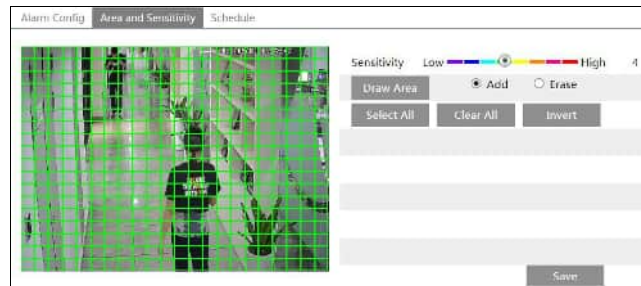 Alarm Config Area and Sensitivity Schedule
Sensitivity Low High 4
Draw Area Add Erase
Select All Clear All Invert
Save